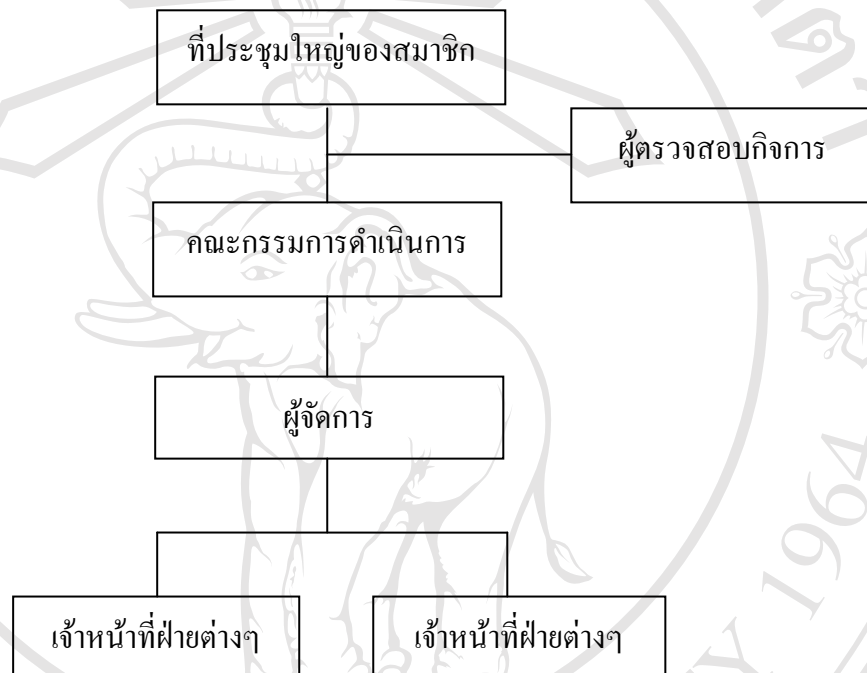 ที่ประชุมใหญ่ของสมาชิก
ผู้ตรวจสอบกิจการ
คณะกรรมการดำเนินการ
ผู้จัดการ
เจ้าหน้าที่ฝ่ายต่างๆ
เจ้าหน้าที่ฝ่ายต่างๆ
1964